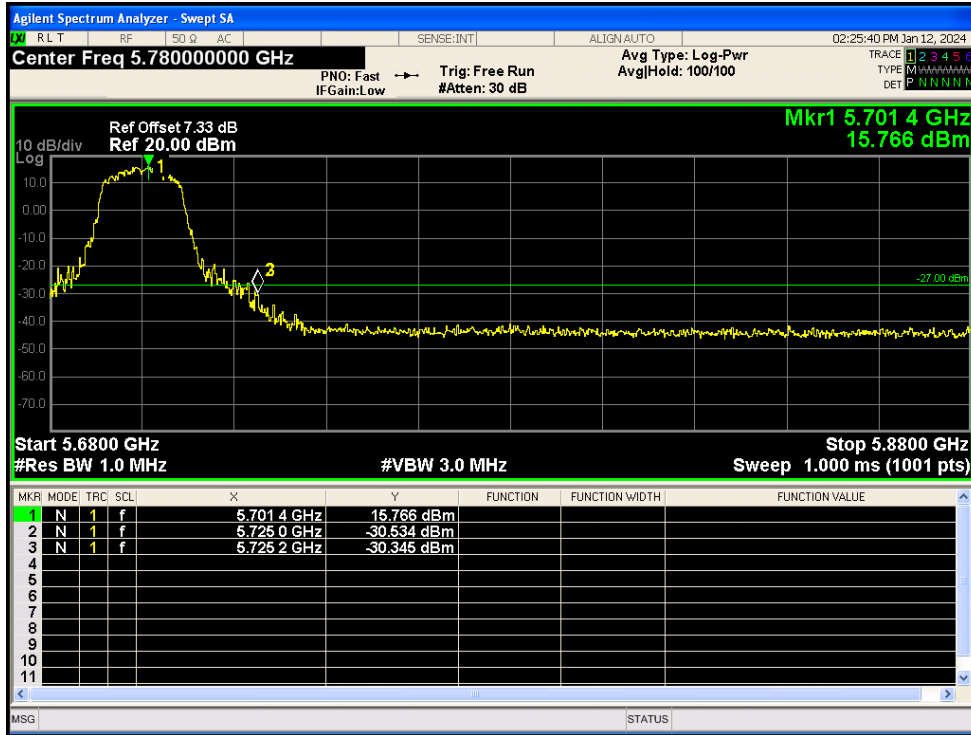 Agilent Spectrum Analyzer - Swept SA
LXI R L T RF 50 Ω AC SENSE:INT ALIGN AUTO 02:25:40 PM Jan 12, 2024
Center Freq 5.780000000 GHz
PNO: Fast
IFGain:Low
Trig: Free Run
#Atten: 30 dB
Avg Type: Log-Pwr
Avg|Hold: 100/100
TRACE 1 2 3 4 5 6
TYPE M
DET P N N N N N
Mkr1 5.701 4 GHz
15.766 dBm
Ref Offset 7.33 dB
10 dB/div Ref 20.00 dBm
Log
1
10.0
0.00
-10.0
-20.0
3
-27.00 dBm
-30.0
-40.0
-50.0
-60.0
-70.0
Start 5.6800 GHz Stop 5.8800 GHz
#Res BW 1.0 MHz #VBW 3.0 MHz Sweep 1.000 ms (1001 pts)
MKR MODE TRC SCL X Y FUNCTION FUNCTION WIDTH FUNCTION VALUE
1 N 1 f 5.701 4 GHz 15.766 dBm
2 N 1 f 5.725 0 GHz -30.534 dBm
3 N 1 f 5.725 2 GHz -30.345 dBm
4
5
6
7
8
9
10
11
MSG STATUS